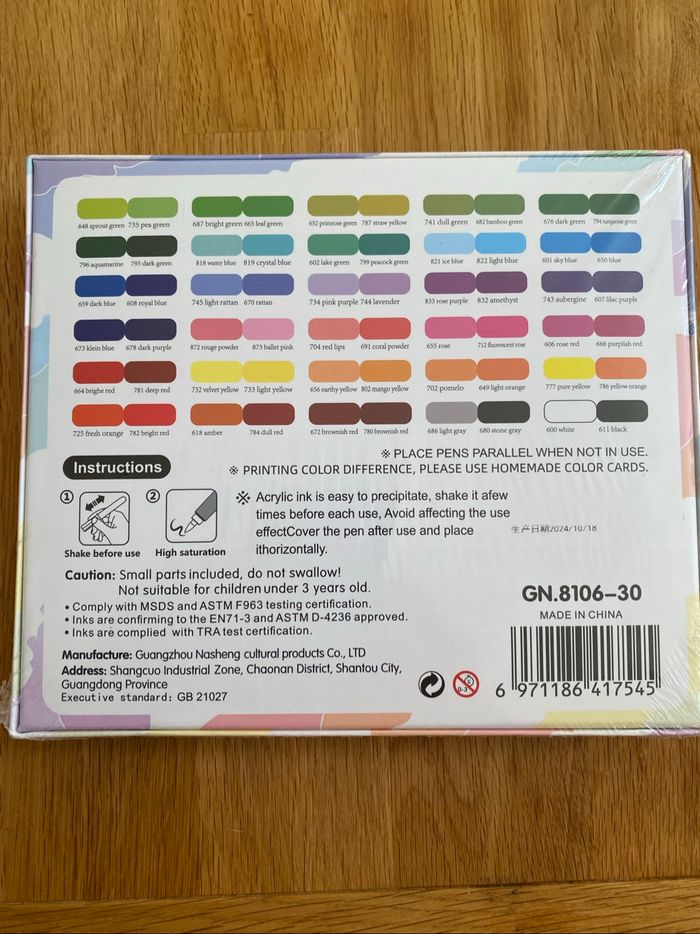 648 sprout green 735 pea green 687 bright green 665 leaf green 652 primrose green 787 straw yellow 741 dull green 682 bamboo green 676 dark green 794 turquoise green
796 aquamarine 795 dark green 818 water blue 819 crystal blue 602 lake green 799 peacock green 821 ice blue 822 light blue 601 sky blue 650 blue
659 dark blue 608 royal blue 745 light rattan 670 rattan 734 pink purple 744 lavender 833 rose purple 832 amethyst 743 aubergine 607 lilac purple
673 klein blue 678 dark purple 872 rouge powder 873 ballet pink 704 red lips 691 coral powder 655 rose 712 fluorescent rose 606 rose red 666 purplish red
664 brighe red 781 deep red 732 velvet yellow 733 light yellow 656 earthy yellow 802 mango yellow 702 pomelo 649 light orange 777 pure yellow 786 yellow orange
725 fresh orange 782 bright red 618 amber 784 dull red 672 brownish red 780 brownish red 686 light gray 680 stone gray 600 white 611 black
※ PLACE PENS PARALLEL WHEN NOT IN USE.
※ PRINTING COLOR DIFFERENCE, PLEASE USE HOMEMADE COLOR CARDS.
Instructions
① ②
Shake before use High saturation
※ Acrylic ink is easy to precipitate, shake it afew
times before each use, Avoid affecting the use
effectCover the pen after use and place
ithorizontally.
生产日期2024/10/18
Caution: Small parts included, do not swallow!
Not suitable for children under 3 years old.
• Comply with MSDS and ASTM F963 testing certification.
• Inks are confirming to the EN71-3 and ASTM D-4236 approved.
• Inks are complied with TRA test certification.
Manufacture: Guangzhou Nasheng cultural products Co., LTD
Address: Shangcuo Industrial Zone, Chaonan District, Shantou City,
Guangdong Province
Executive standard: GB 21027
GN.8106-30
MADE IN CHINA
0-3
6 971186 417545